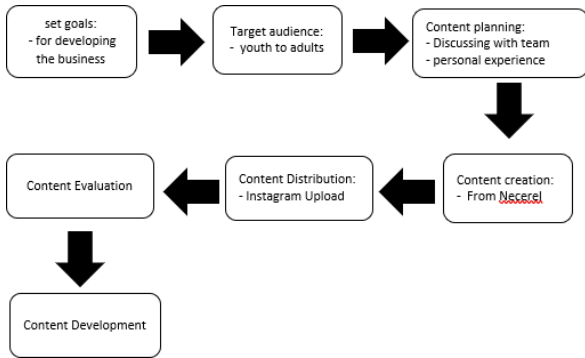 set goals:
- for developing
the business
Target audience:
- youth to adults
Content planning:
- Discussing with team
- personal experience
Content creation:
- From Necerel
Content Distribution:
- Instagram Upload
Content Evaluation
Content Development